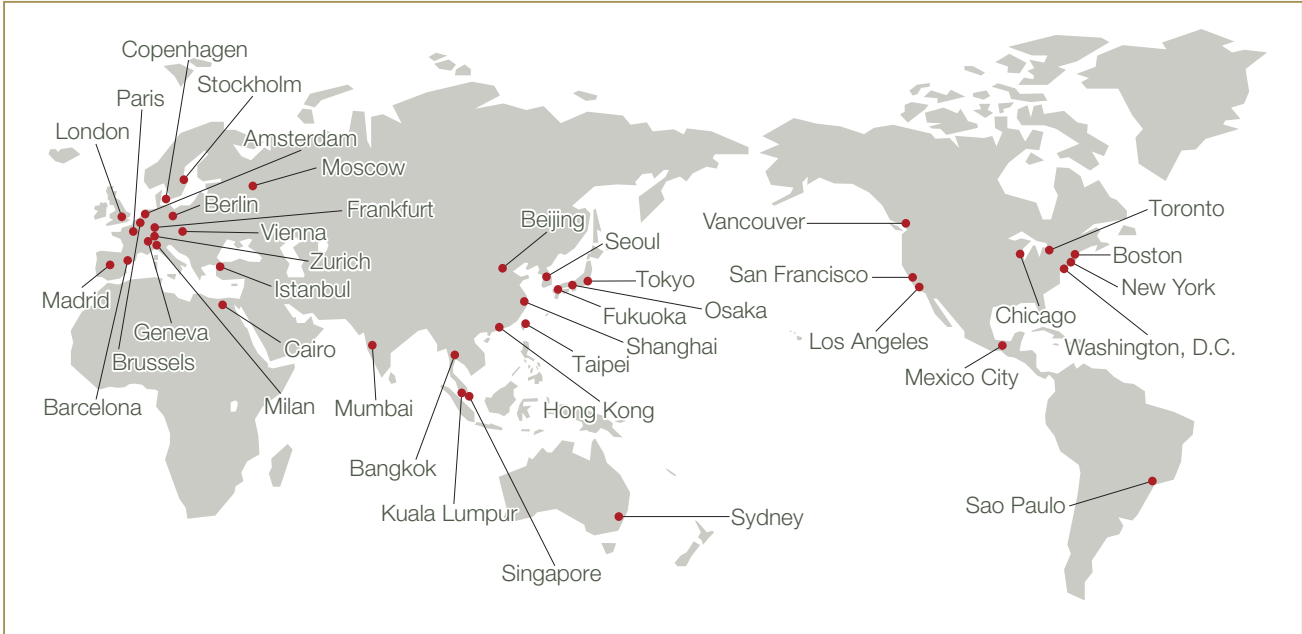 Copenhagen
Stockholm
Paris
London
Amsterdam
Moscow
Berlin
Frankfurt
Vienna
Zurich
Istanbul
Madrid
Geneva
Cairo
Brussels
Barcelona
Milan
Mumbai
Beijing
Seoul
Tokyo
Osaka
Fukuoka
Shanghai
Taipei
Hong Kong
Bangkok
Kuala Lumpur
Singapore
Sydney
Vancouver
San Francisco
Los Angeles
Toronto
Boston
New York
Chicago
Washington, D.C.
Mexico City
Sao Paulo